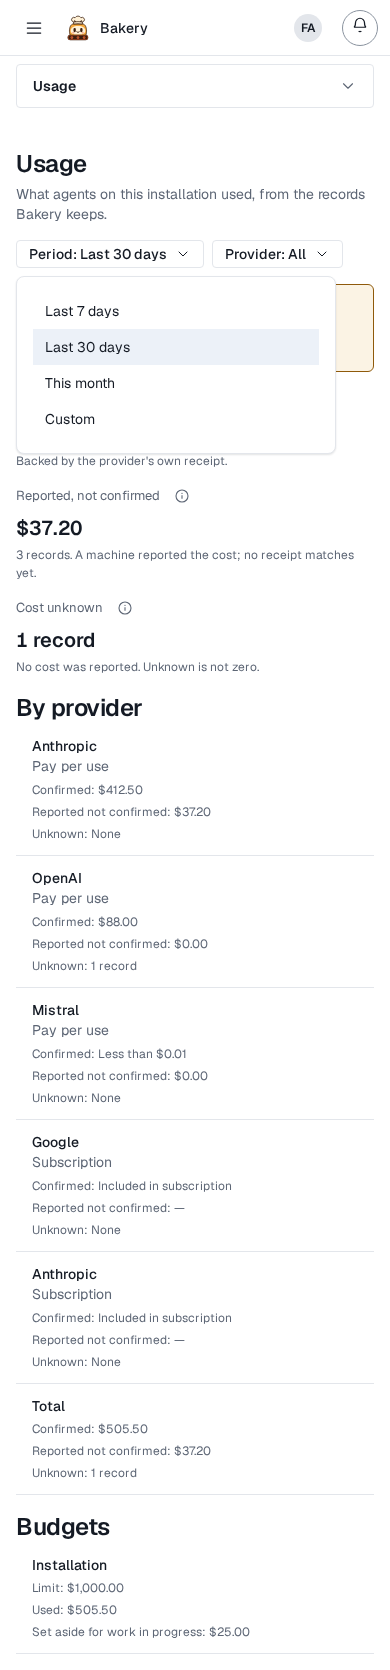 Bakery
FA
Usage
Usage
What agents on this installation used, from the records
Bakery keeps.
Period: Last 30 days
Provider: All
Last 7 days
Last 30 days
This month
Custom
Backed by the provider's own receipt.
Reported, not confirmed
$37.20
3 records. A machine reported the cost; no receipt matches
yet.
Cost unknown
1 record
No cost was reported. Unknown is not zero.
By provider
Anthropic
Pay per use
Confirmed: $412.50
Reported not confirmed: $37.20
Unknown: None
OpenAI
Pay per use
Confirmed: $88.00
Reported not confirmed: $0.00
Unknown: 1 record
Mistral
Pay per use
Confirmed: Less than $0.01
Reported not confirmed: $0.00
Unknown: None
Google
Subscription
Confirmed: Included in subscription
Reported not confirmed: —
Unknown: None
Anthropic
Subscription
Confirmed: Included in subscription
Reported not confirmed: —
Unknown: None
Total
Confirmed: $505.50
Reported not confirmed: $37.20
Unknown: 1 record
Budgets
Installation
Limit: $1,000.00
Used: $505.50
Set aside for work in progress: $25.00